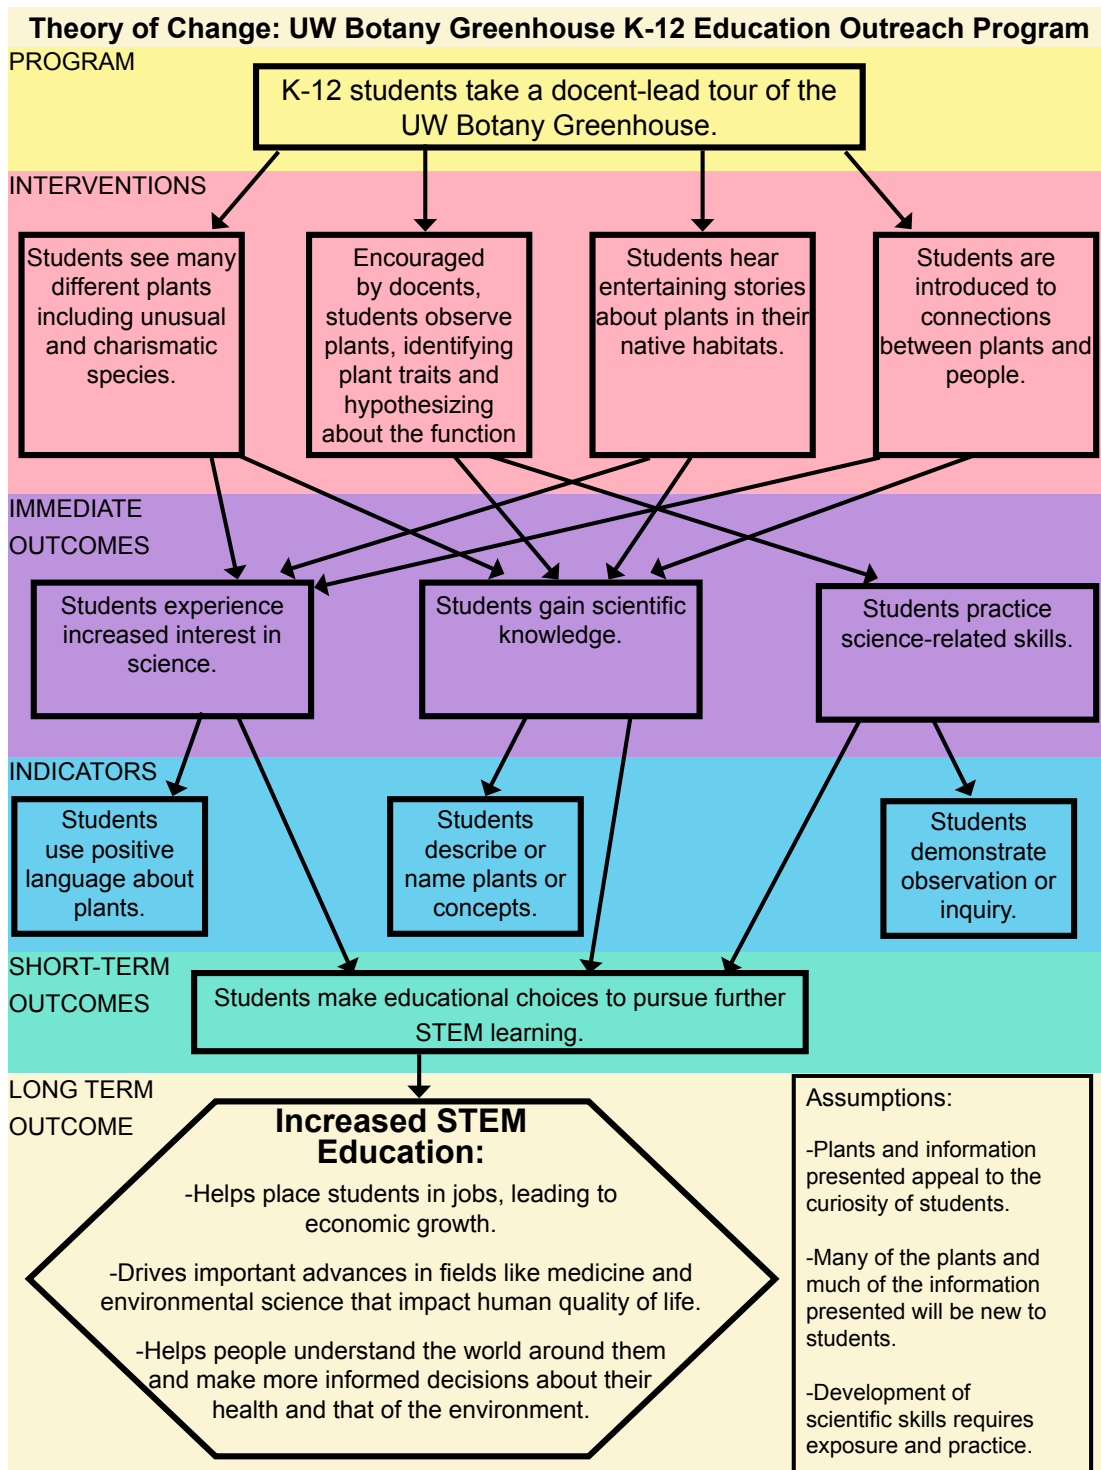 Theory of Change: UW Botany Greenhouse K-12 Education Outreach Program
PROGRAM
K-12 students take a docent-lead tour of the
UW Botany Greenhouse.
INTERVENTIONS
Students see many
different plants
including unusual
and charismatic
species.
Encouraged
by docents,
students observe
plants, identifying
plant traits and
hypothesizing
about the function
Students hear
entertaining stories
about plants in their
native habitats.
Students are
introduced to
connections
between plants and
people.
IMMEDIATE
OUTCOMES
Students experience
increased interest in
science.
Students gain scientific
knowledge.
Students practice
science-related skills.
INDICATORS
Students
use positive
language about
plants.
Students
describe or
name plants or
concepts.
Students
demonstrate
observation or
inquiry.
SHORT-TERM
OUTCOMES
Students make educational choices to pursue further
STEM learning.
LONG TERM
OUTCOME
Increased STEM
Education:
-Helps place students in jobs, leading to
economic growth.
-Drives important advances in fields like medicine and
environmental science that impact human quality of life.
-Helps people understand the world around them
and make more informed decisions about their
health and that of the environment.
Assumptions:
-Plants and information
presented appeal to the
curiosity of students.
-Many of the plants and
much of the information
presented will be new to
students.
-Development of
scientific skills requires
exposure and practice.